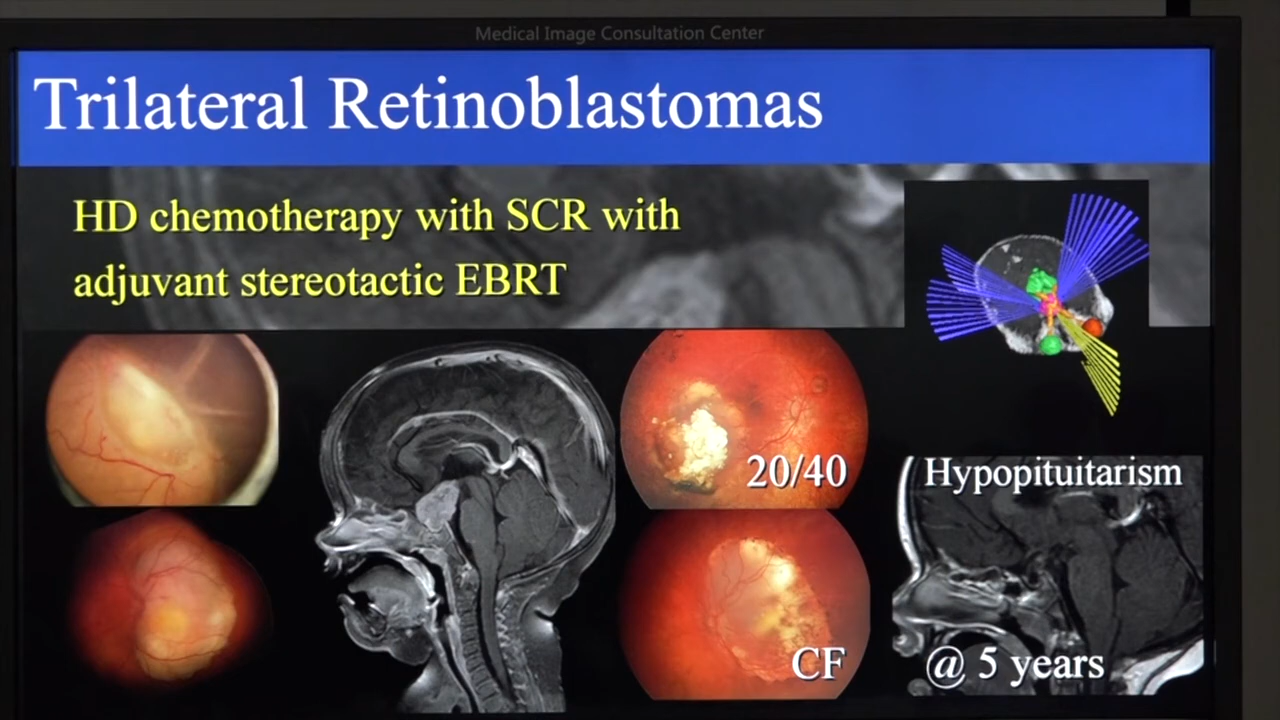 Medical Image Consultation Center
Trilateral Retinoblastomas
HD chemotherapy with SCR with
adjuvant stereotactic EBRT
20/40
Hypopituitarism
CF
@ 5 years